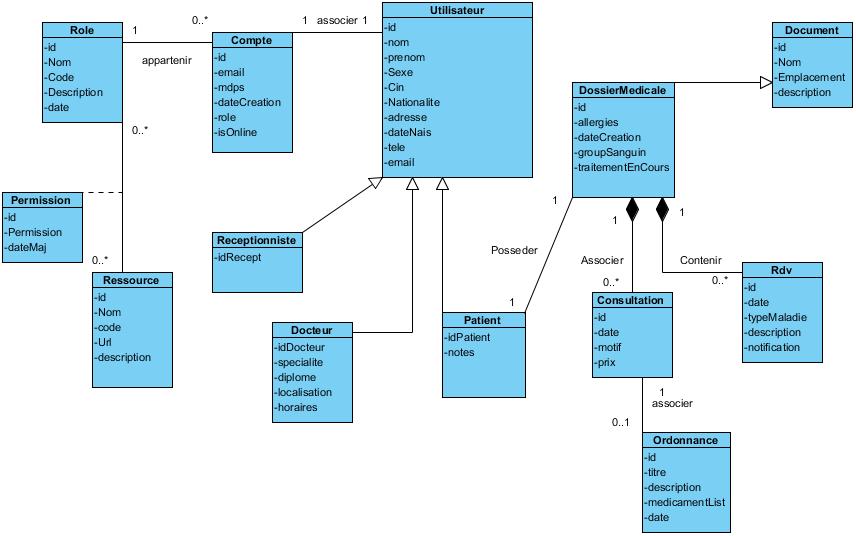 Utilisateur
-id
-nom
-prenom
-Sexe
-Cin
-Nationalite
-adresse
-dateNais
-tele
-email
Role
-id
-Nom
-Code
-Description
-date
1
0..*
appartenir
Compte
-id
-email
-mdps
-dateCreation
-role
-isOnline
1
associer
1
Document
-id
-Nom
-Emplacement
-description
DossierMedicale
-id
-allergies
-dateCreation
-groupSanguin
-traitementEnCours
0..*
Permission
-id
-Permission
-dateMaj
0..*
Ressource
-id
-Nom
-code
-Url
-description
Receptionniste
-idRecept
Docteur
-idDocteur
-specialite
-diplome
-localisation
-horaires
Patient
-idPatient
-notes
1
Posseder
1
1
Associer
0..*
1
Contenir
0..*
Rdv
-id
-date
-typeMaladie
-description
-notification
Consultation
-id
-date
-motif
-prix
1
associer
0..1
Ordonnance
-id
-titre
-description
-medicamentList
-date